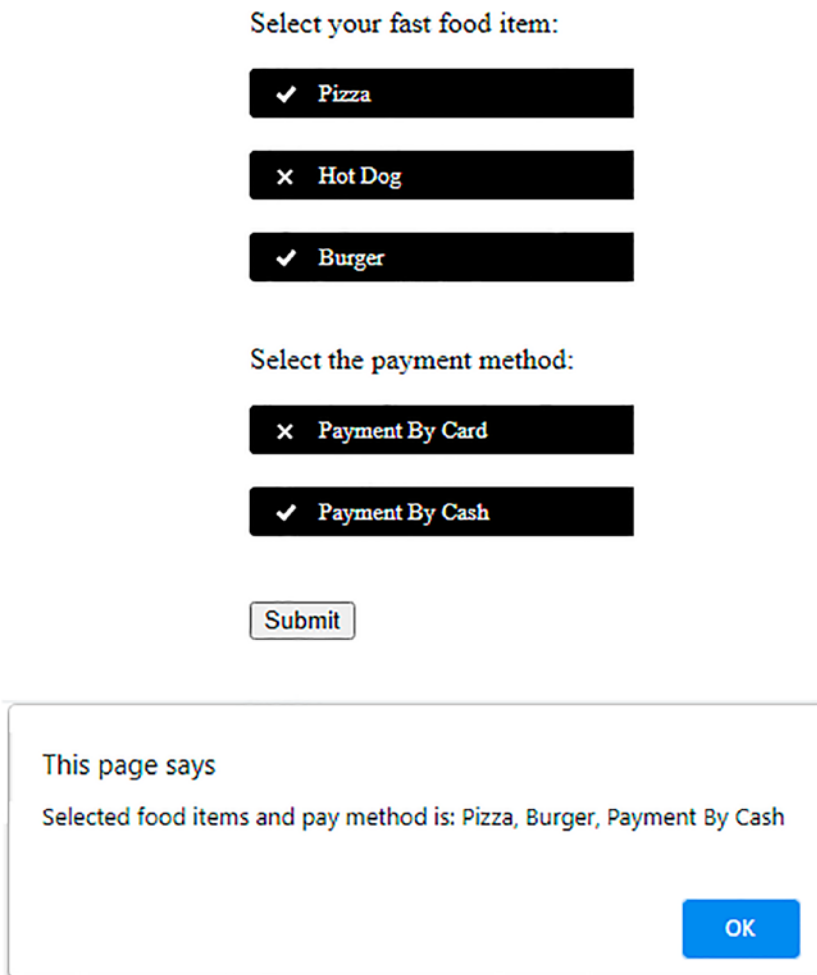 Select your fast food item:
Pizza
Hot Dog
Burger
Select the payment method:
Payment By Card
Payment By Cash
Submit
This page says
Selected food items and pay method is: Pizza, Burger, Payment By Cash
OK